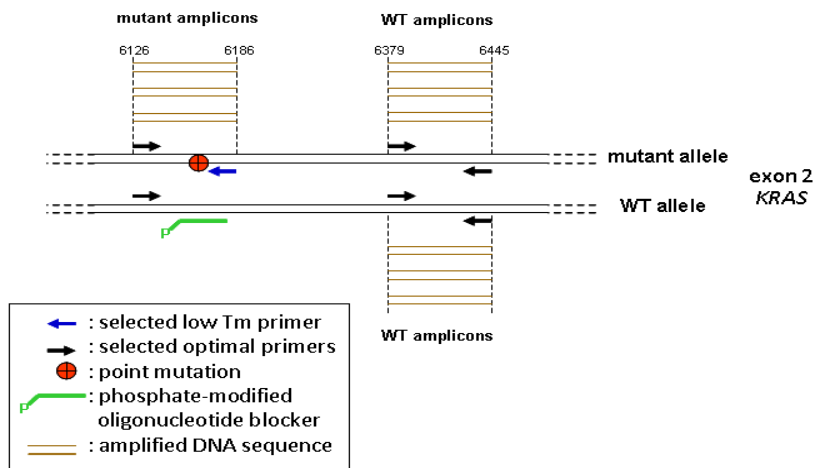 mutant amplicons
WT amplicons
6126
6186
6379
6445
mutant allele
exon 2
KRAS
WT allele
P
WT amplicons
: selected low Tm primer
: selected optimal primers
: point mutation
P
: phosphate-modified
oligonucleotide blocker
: amplified DNA sequence